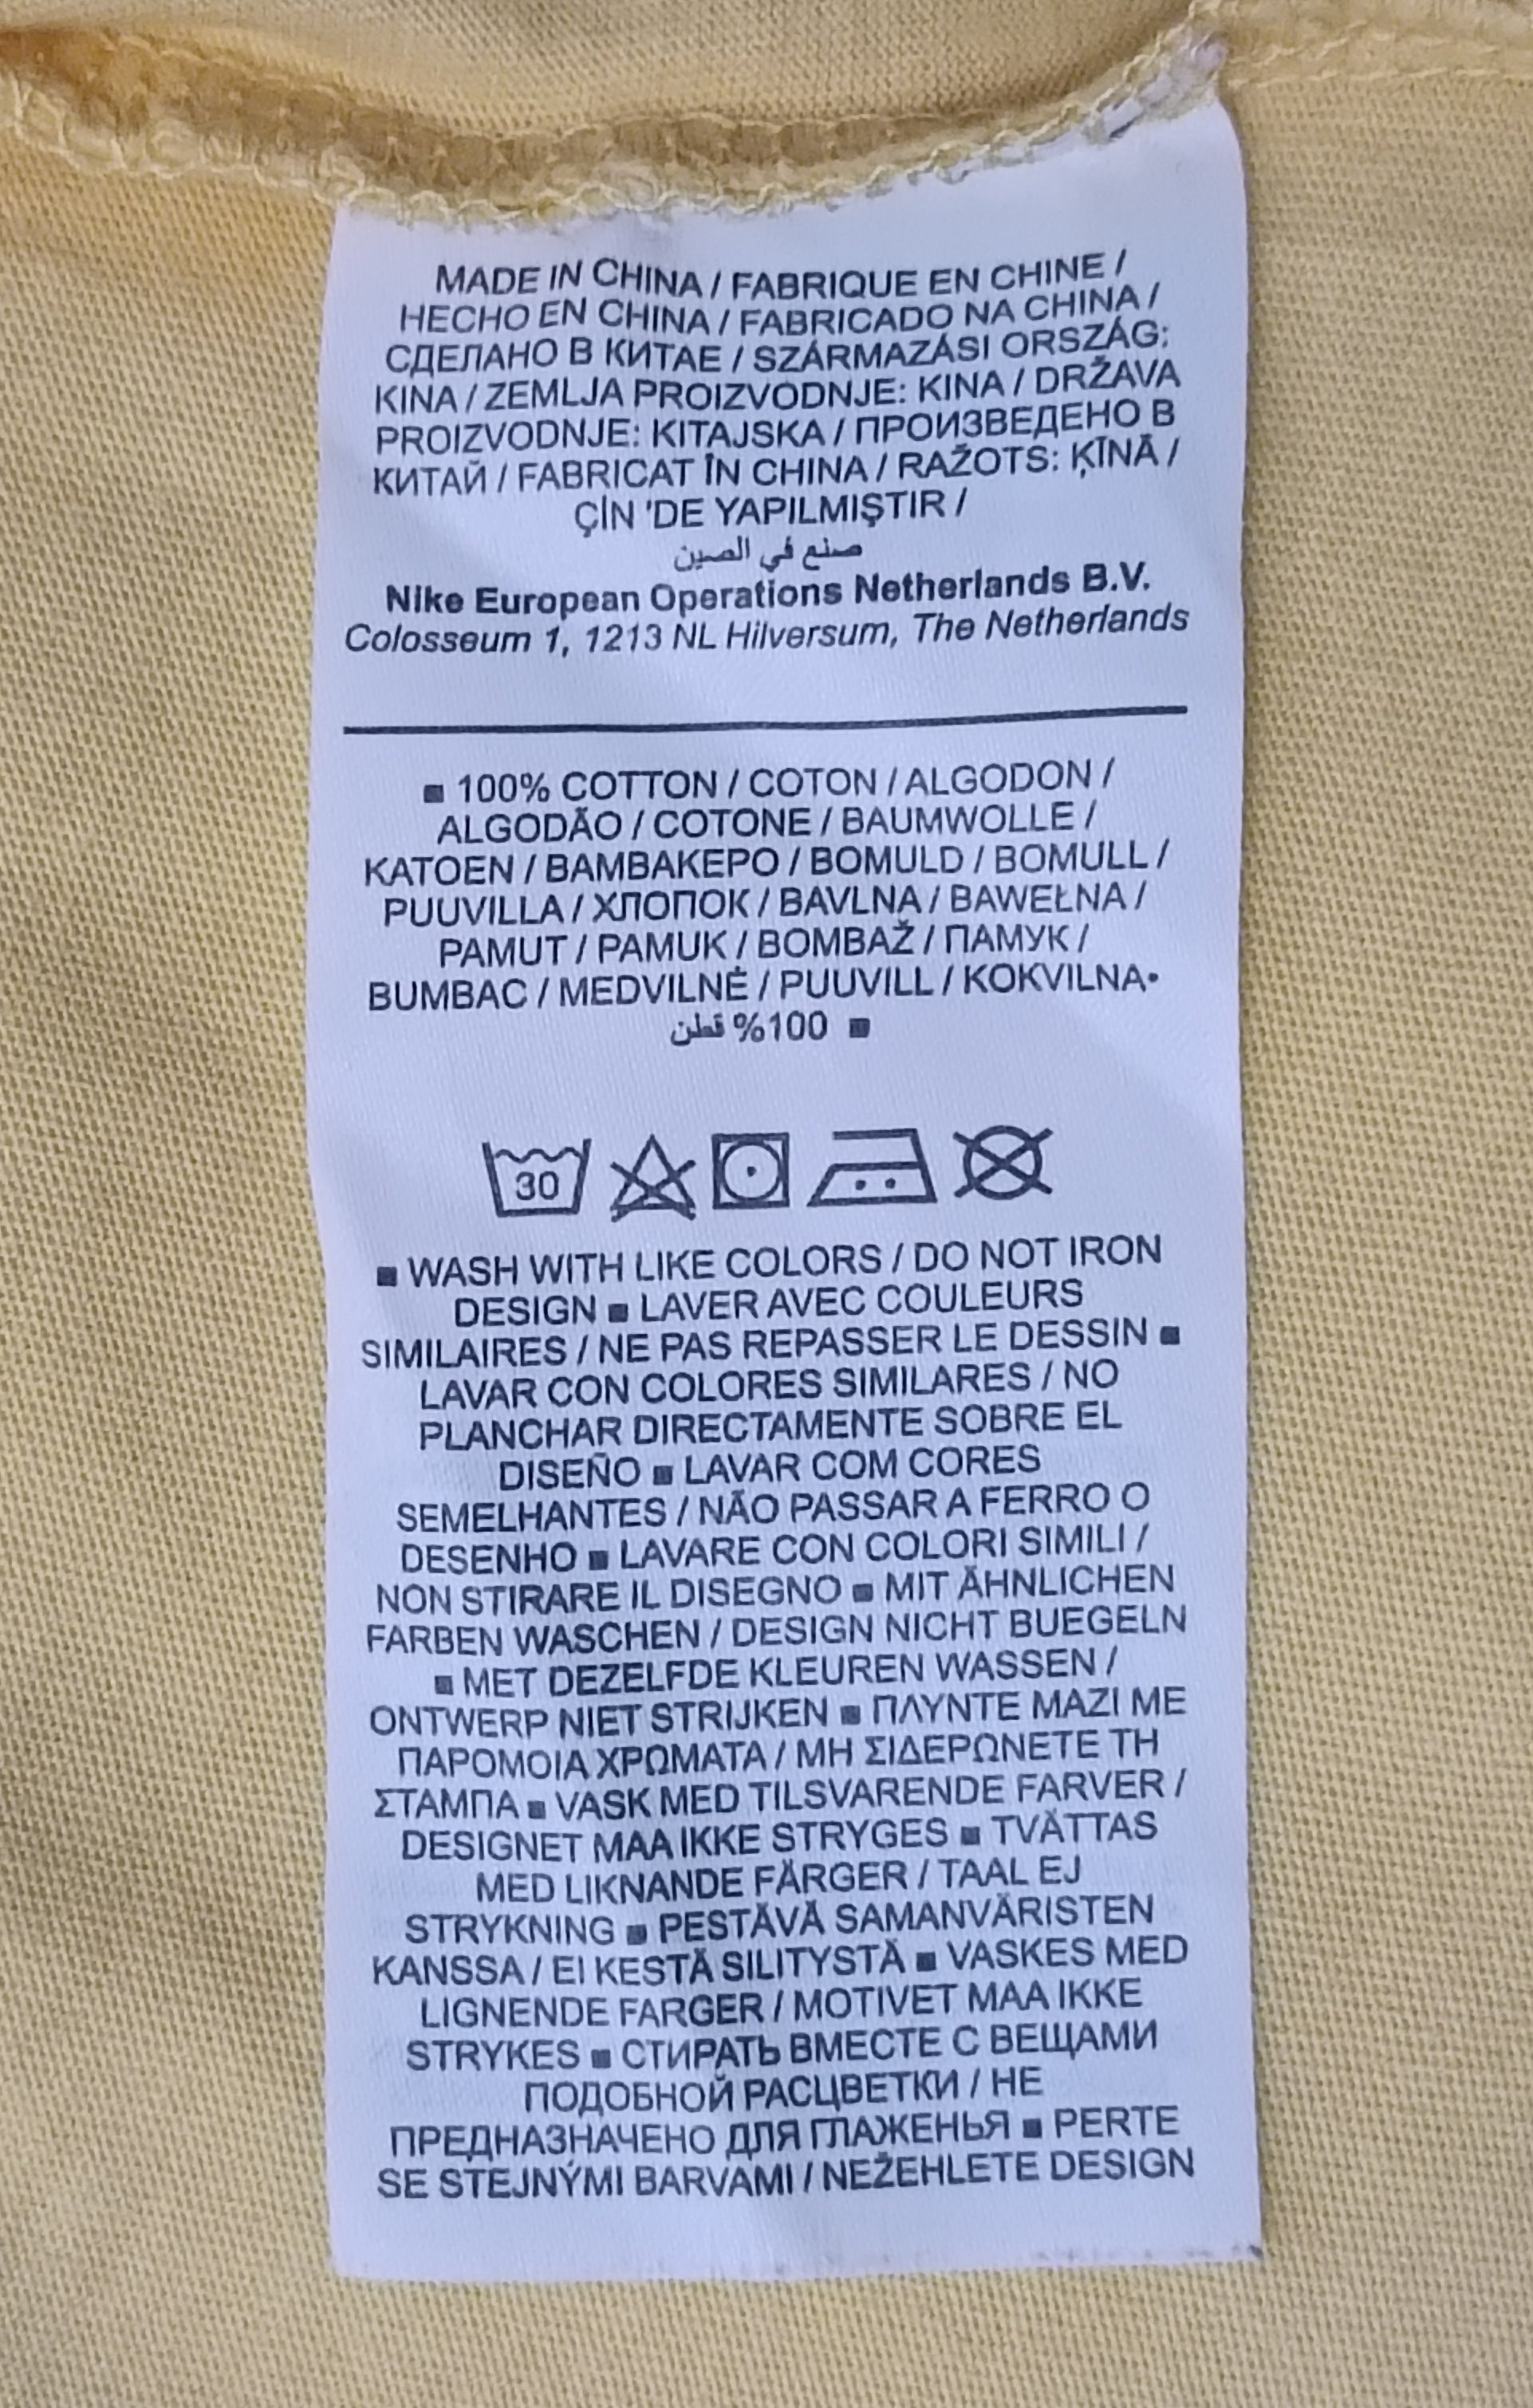 MADE IN CHINA / FABRIQUE EN CHINE /
HECHO EN CHINA / FABRICADO NA CHINA /
СДЕЛАНО В КИТАЕ / SZÁRMAZÁSI ORSZÁG:
KINA / ZEMLJA PROIZVODNJE: KINA / DRŽAVA
PROIZVODNJE: KITAJSKA / ПРОИЗВЕДЕНО В
КИТАЙ / FABRICAT ÎN CHINA / RAŽOTS: ĶĪNĀ /
ÇİN 'DE YAPILMIŞTIR /
صنع في الصين
Nike European Operations Netherlands B.V.
Colosseum 1, 1213 NL Hilversum, The Netherlands
■ 100% COTTON / COTON / ALGODON /
ALGODÃO / COTONE / BAUMWOLLE /
KATOEN / ΒΑΜΒΑΚΕΡΟ / BOMULD / BOMULL /
PUUVILLA / ХЛОПОК / BAVLNA / BAWEŁNA /
PAMUT / PAMUK / BOMBAŽ / ПАМУК /
BUMBAC / MEDVILNĖ / PUUVILL / KOKVILNA•
■ 100% قطن
30
■ WASH WITH LIKE COLORS / DO NOT IRON
DESIGN ■ LAVER AVEC COULEURS
SIMILAIRES / NE PAS REPASSER LE DESSIN ■
LAVAR CON COLORES SIMILARES / NO
PLANCHAR DIRECTAMENTE SOBRE EL
DISEÑO ■ LAVAR COM CORES
SEMELHANTES / NÃO PASSAR A FERRO O
DESENHO ■ LAVARE CON COLORI SIMILI /
NON STIRARE IL DISEGNO ■ MIT ÄHNLICHEN
FARBEN WASCHEN / DESIGN NICHT BUEGELN
■ MET DEZELFDE KLEUREN WASSEN /
ONTWERP NIET STRIJKEN ■ ΠΛΥΝΤΕ ΜΑΖΙ ΜΕ
ΠΑΡΟΜΟΙΑ ΧΡΩΜΑΤΑ / ΜΗ ΣΙΔΕΡΩΝΕΤΕ ΤΗ
ΣΤΑΜΠΑ ■ VASK MED TILSVARENDE FARVER /
DESIGNET MAA IKKE STRYGES ■ TVÄTTAS
MED LIKNANDE FÄRGER / TAAL EJ
STRYKNING ■ PESTÄVÄ SAMANVÄRISTEN
KANSSA / EI KESTÄ SILITYSTÄ ■ VASKES MED
LIGNENDE FARGER / MOTIVET MAA IKKE
STRYKES ■ СТИРАТЬ ВМЕСТЕ С ВЕЩАМИ
ПОДОБНОЙ РАСЦВЕТКИ / НЕ
ПРЕДНАЗНАЧЕНО ДЛЯ ГЛАЖЕНЬЯ ■ PERTE
SE STEJNÝMI BARVAMI / NEŽEHLETE DESIGN